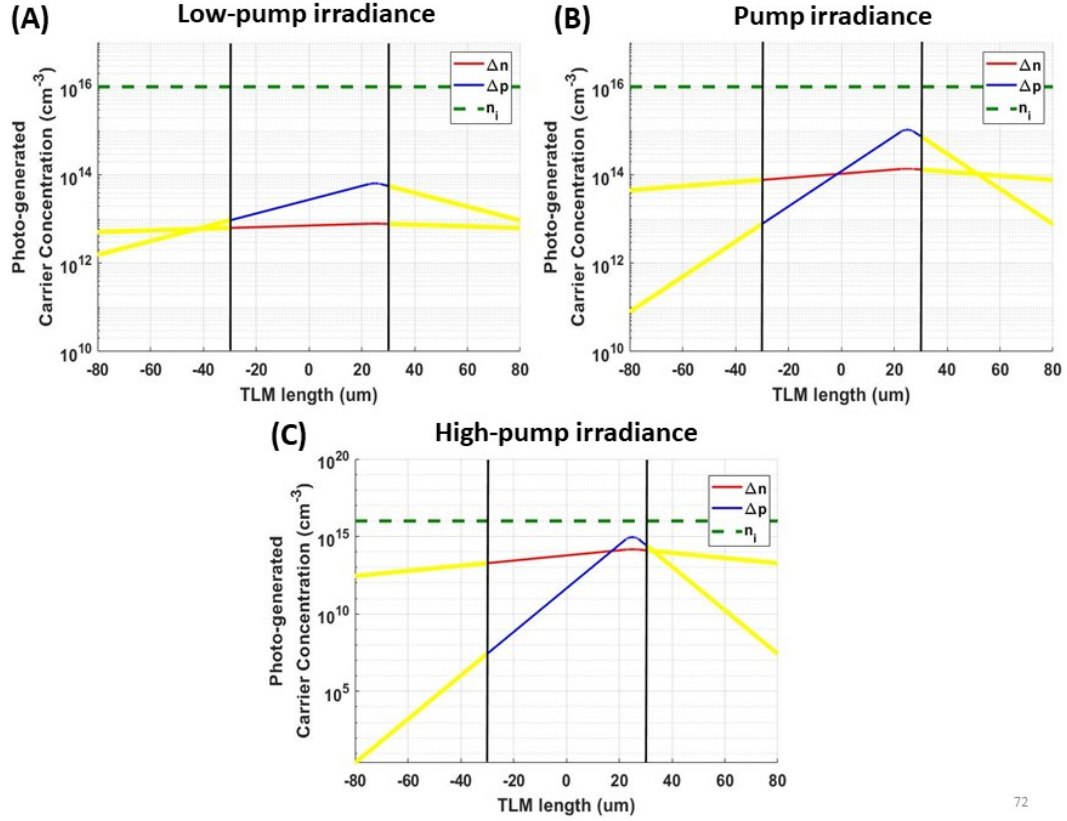 (A)
Low-pump irradiance
Photo-generated
Carrier Concentration (cm-3)
10^16
10^14
10^12
10^10
Δn
Δp
ni
-80 -60 -40 -20 0 20 40 60 80
TLM length (um)
(B)
Pump irradiance
Photo-generated
Carrier Concentration (cm-3)
10^16
10^14
10^12
10^10
Δn
Δp
ni
-80 -60 -40 -20 0 20 40 60 80
TLM length (um)
(C)
High-pump irradiance
Photo-generated
Carrier Concentration (cm-3)
10^20
10^15
10^10
10^5
Δn
Δp
ni
-80 -60 -40 -20 0 20 40 60 80
TLM length (um)
72